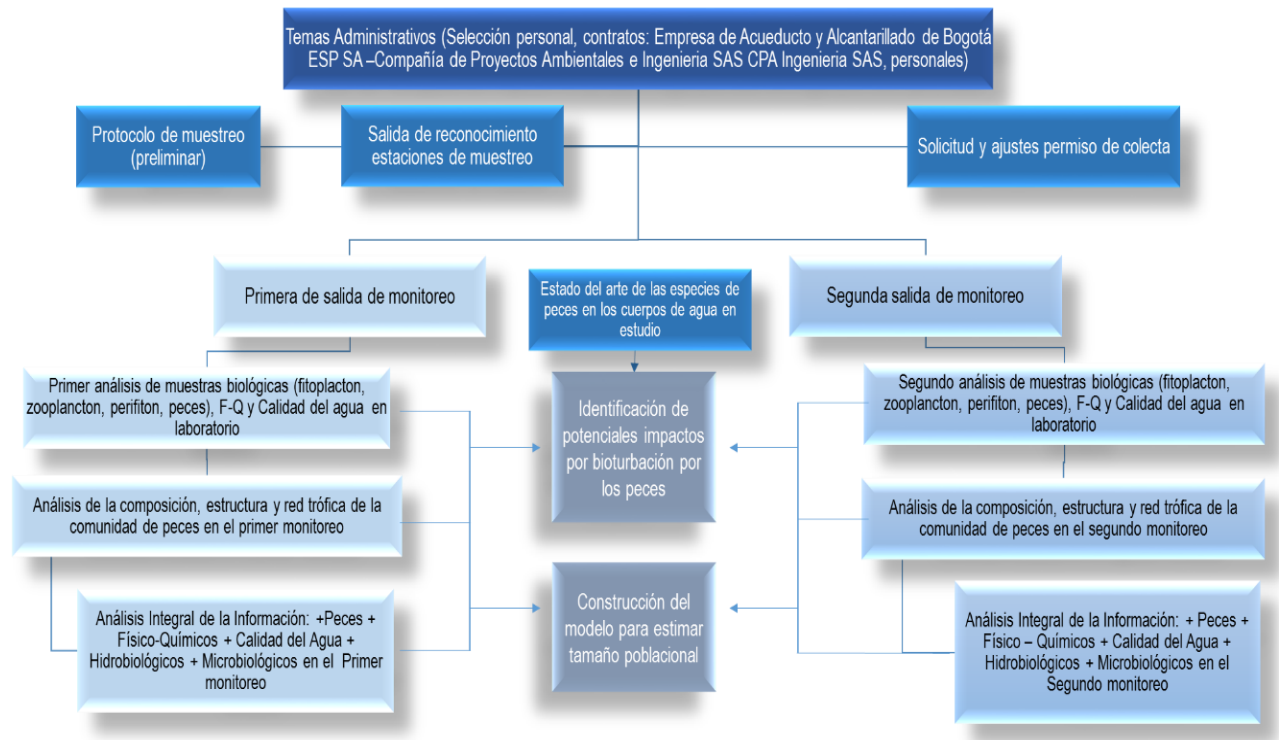 Temas Administrativos (Selección personal, contratos: Empresa de Acueducto y Alcantarillado de Bogotá
ESP SA –Compañía de Proyectos Ambientales e Ingenieria SAS CPA Ingenieria SAS, personales)
Protocolo de muestreo
(preliminar)
Salida de reconocimiento
estaciones de muestreo
Solicitud y ajustes permiso de colecta
Primera de salida de monitoreo
Estado del arte de las especies de
peces en los cuerpos de agua en
estudio
Segunda salida de monitoreo
Primer análisis de muestras biológicas (fitoplacton,
zooplancton, perifiton, peces), F-Q y Calidad del agua en
laboratorio
Identificación de
potenciales impactos
por bioturbación por
los peces
Segundo análisis de muestras biológicas (fitoplacton,
zooplancton, perifiton, peces), F-Q y Calidad del agua en
laboratorio
Análisis de la composición, estructura y red trófica de la
comunidad de peces en el primer monitoreo
Análisis de la composición, estructura y red trófica de la
comunidad de peces en el segundo monitoreo
Análisis Integral de la Información: +Peces +
Físico-Químicos + Calidad del Agua +
Hidrobiológicos + Microbiológicos en el Primer
monitoreo
Construcción del
modelo para estimar
tamaño poblacional
Análisis Integral de la Información: + Peces +
Físico – Químicos + Calidad del Agua +
Hidrobiológicos + Microbiológicos en el
Segundo monitoreo